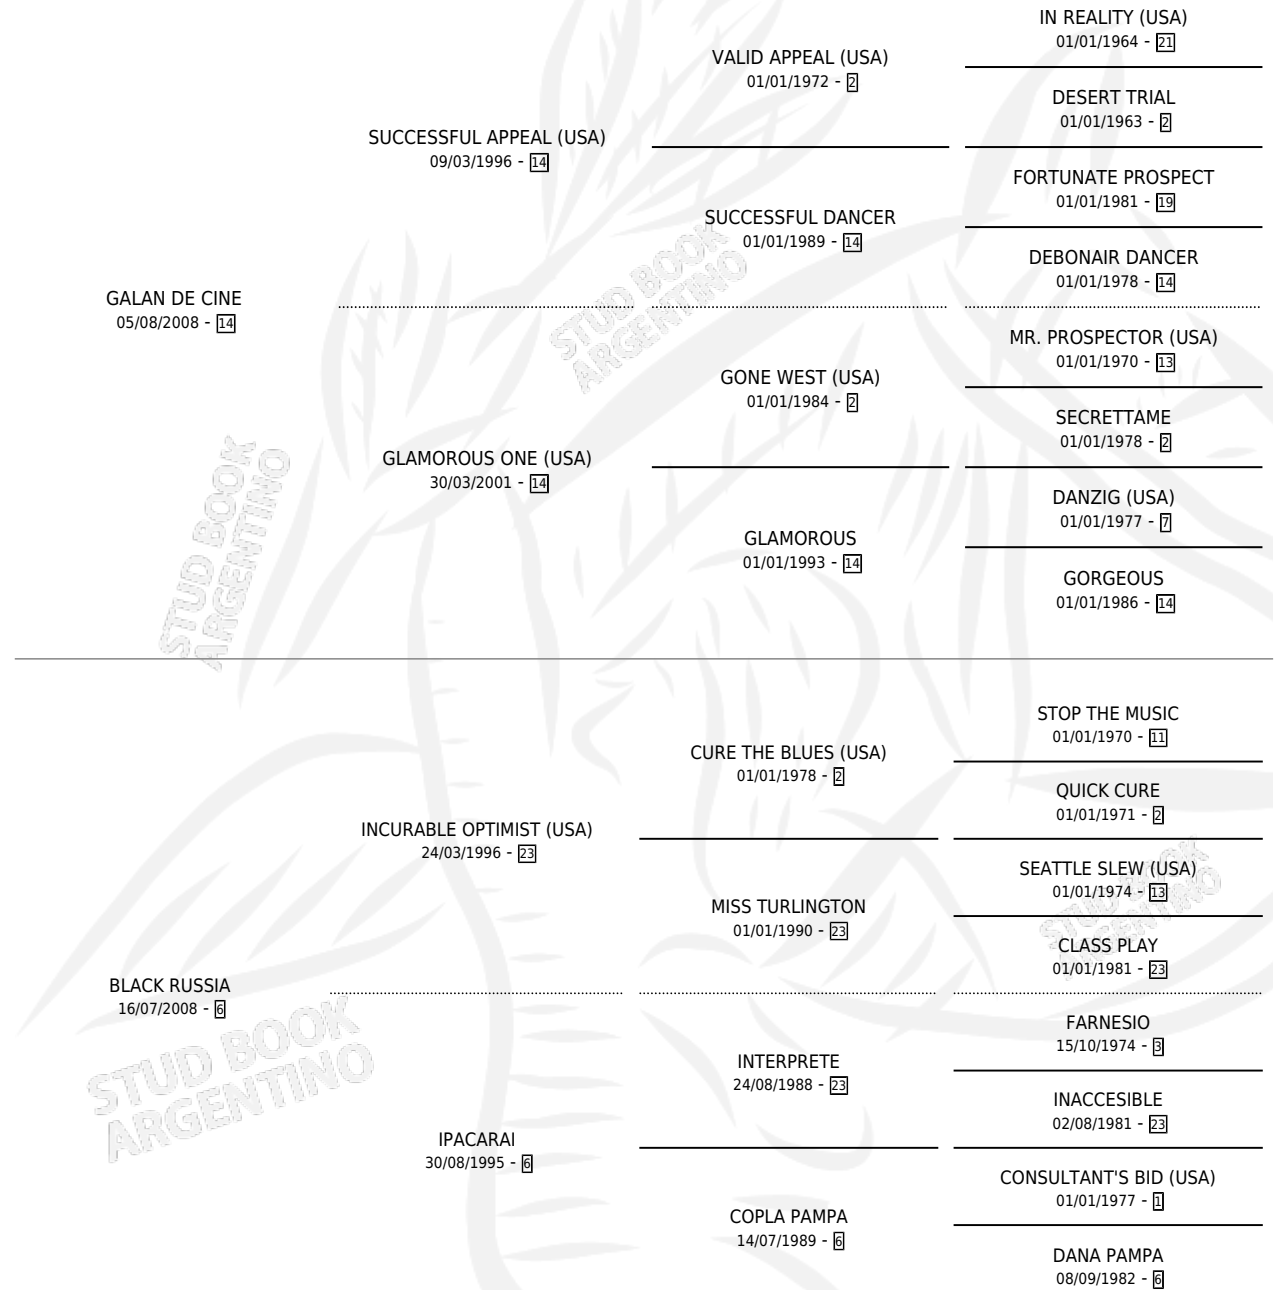 IN REALITY (USA)
01/01/1964 - 21
VALID APPEAL (USA)
01/01/1972 - 2
DESERT TRIAL
01/01/1963 - 2
SUCCESSFUL APPEAL (USA)
09/03/1996 - 14
FORTUNATE PROSPECT
01/01/1981 - 19
SUCCESSFUL DANCER
01/01/1989 - 14
DEBONAIR DANCER
01/01/1978 - 14
STUD BOOK
ARGENTINO
GALAN DE CINE
05/08/2008 - 14
MR. PROSPECTOR (USA)
01/01/1970 - 13
GONE WEST (USA)
01/01/1984 - 2
SECRETTAME
01/01/1978 - 2
GLAMOROUS ONE (USA)
30/03/2001 - 14
DANZIG (USA)
01/01/1977 - 7
GLAMOROUS
01/01/1993 - 14
GORGEOUS
01/01/1986 - 14
STUD BOOK
ARGENTINO
STOP THE MUSIC
01/01/1970 - 11
CURE THE BLUES (USA)
01/01/1978 - 2
QUICK CURE
01/01/1971 - 2
INCURABLE OPTIMIST (USA)
24/03/1996 - 23
SEATTLE SLEW (USA)
01/01/1974 - 13
MISS TURLINGTON
01/01/1990 - 23
CLASS PLAY
01/01/1981 - 23
STUD BOOK
ARGENTINO
BLACK RUSSIA
16/07/2008 - 6
FARNESIO
15/10/1974 - 3
INTERPRETE
24/08/1988 - 23
INACCESIBLE
02/08/1981 - 23
IPACARAI
30/08/1995 - 6
CONSULTANT'S BID (USA)
01/01/1977 - 1
COPLA PAMPA
14/07/1989 - 6
DANA PAMPA
08/09/1982 - 6
STUD BOOK
ARGENTINO